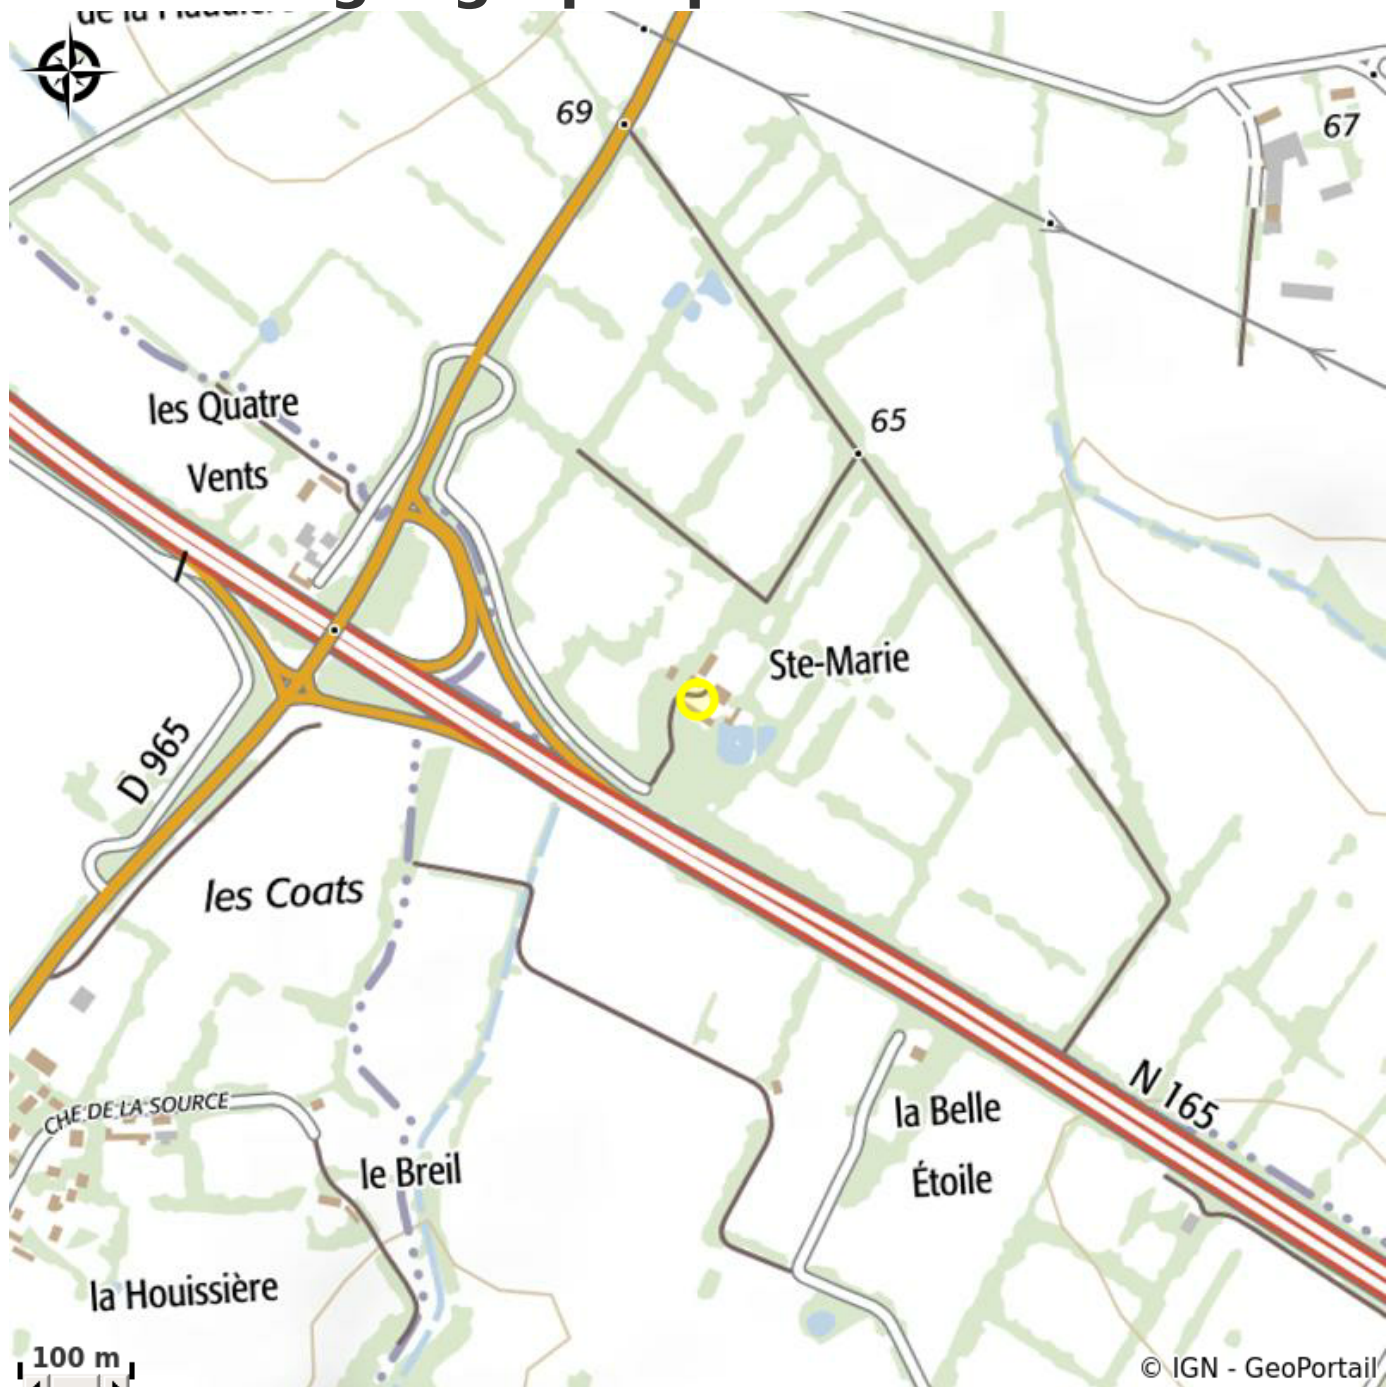 69
67
65
les Quatre
Vents
Ste-Marie
D 965
les Coats
N 165
CHE DE LA SOURCE
la Belle
Étoile
le Breil
la Houissière
100 m
© IGN - GeoPortail